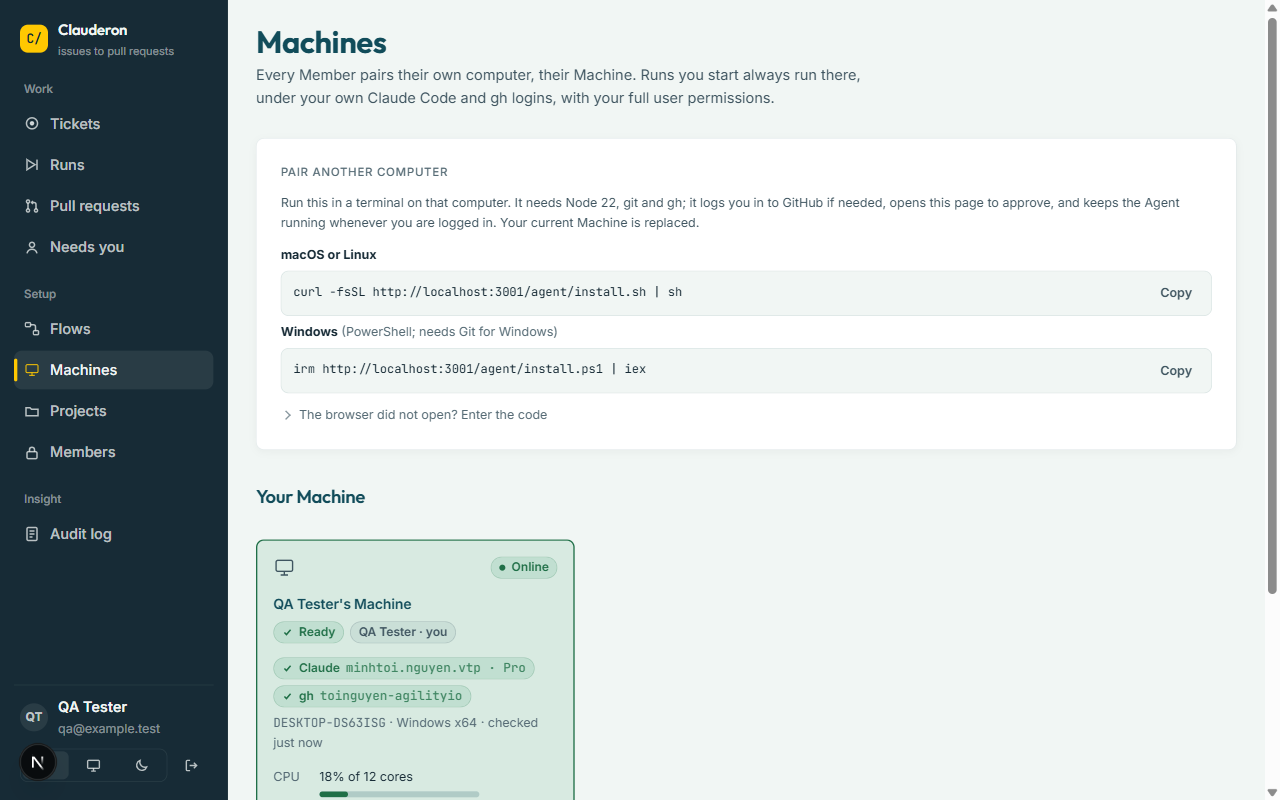 C/
Clauderon
issues to pull requests
Work
Tickets
Runs
Pull requests
Needs you
Setup
Flows
Machines
Projects
Members
Insight
Audit log
QT
QA Tester
qa@example.test
N
Machines
Every Member pairs their own computer, their Machine. Runs you start always run there,
under your own Claude Code and gh logins, with your full user permissions.
PAIR ANOTHER COMPUTER
Run this in a terminal on that computer. It needs Node 22, git and gh; it logs you in to GitHub if needed, opens this page to approve, and keeps the Agent
running whenever you are logged in. Your current Machine is replaced.
macOS or Linux
curl -fsSL http://localhost:3001/agent/install.sh | sh
Copy
Windows (PowerShell; needs Git for Windows)
irm http://localhost:3001/agent/install.ps1 | iex
Copy
The browser did not open? Enter the code
Your Machine
Online
QA Tester's Machine
Ready
QA Tester · you
Claude minhtoi.nguyen.vtp · Pro
gh toinguyen-agilityio
DESKTOP-DS63ISG · Windows x64 · checked
just now
CPU 18% of 12 cores